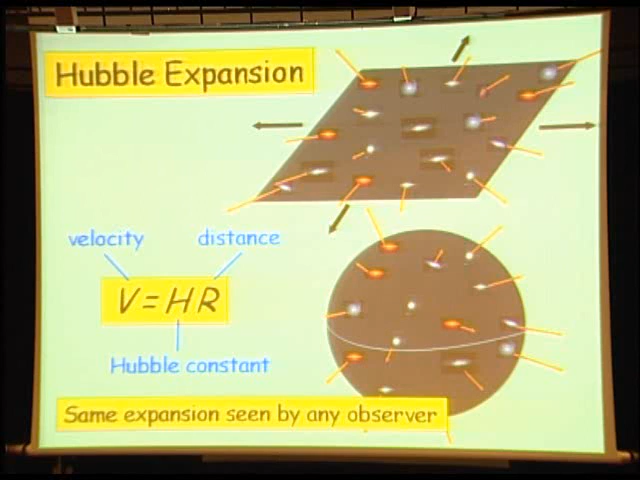 Hubble Expansion
velocity
distance
V = HR
Hubble constant
Same expansion seen by any observer